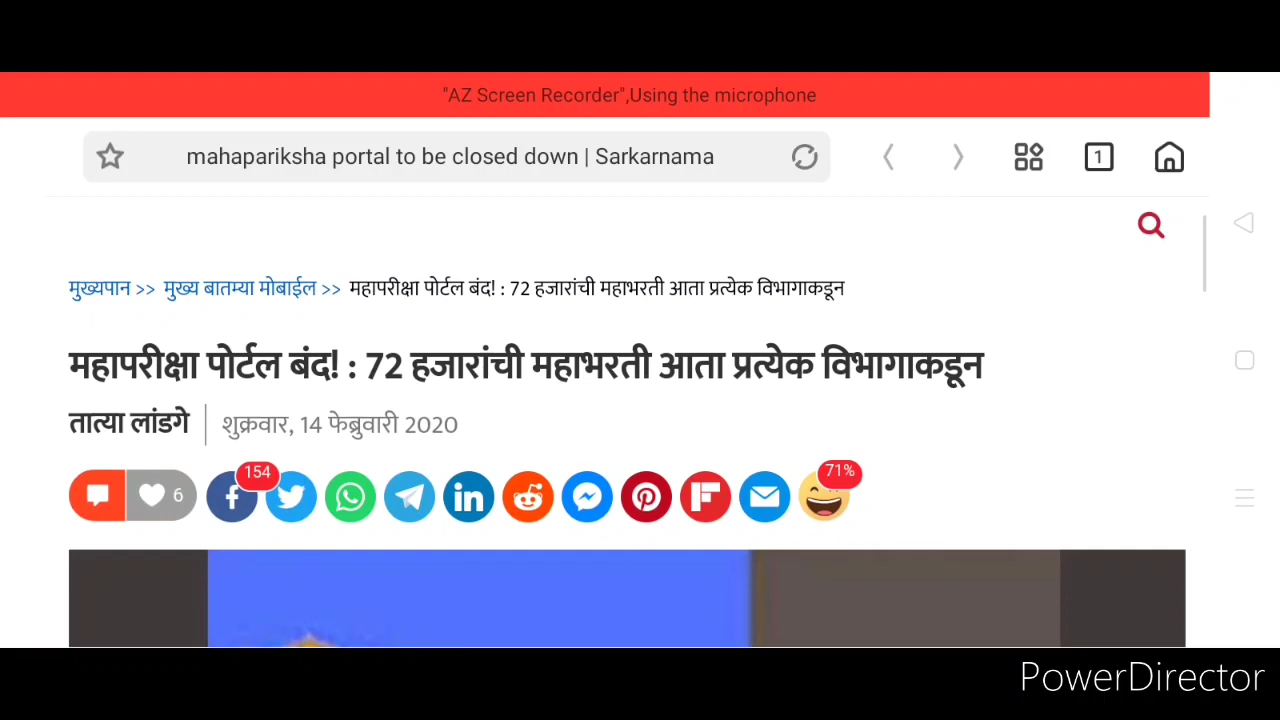 "AZ Screen Recorder",Using the microphone
mahapariksha portal to be closed down | Sarkarnama
1
मुख्यपान >> मुख्य बातम्या मोबाईल >> महापरीक्षा पोर्टल बंद! : 72 हजारांची महाभरती आता प्रत्येक विभागाकडून
महापरीक्षा पोर्टल बंद! : 72 हजारांची महाभरती आता प्रत्येक विभागाकडून
तात्या लांडगे | शुक्रवार, 14 फेब्रुवारी 2020
6 154 71%
PowerDirector